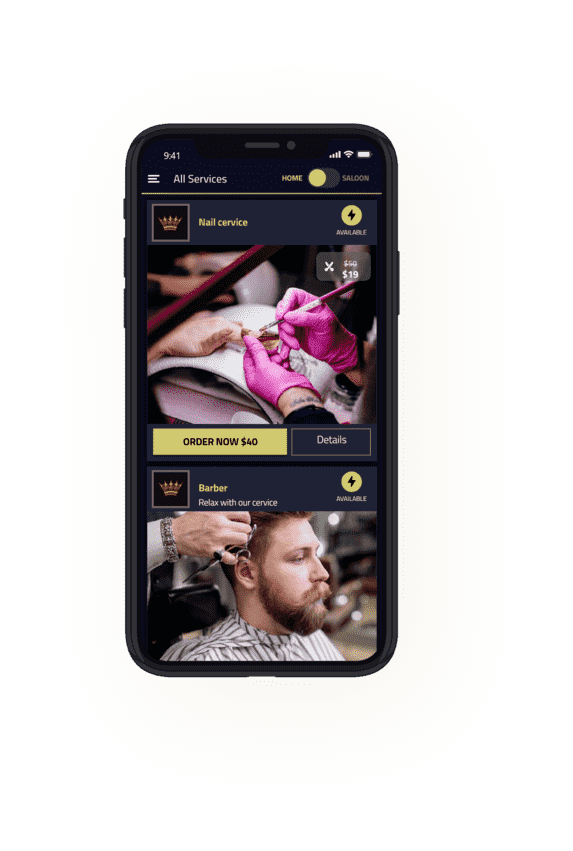 9:41
All Services
HOME
SALOON
Nail cervice
AVAILABLE
$50
$19
ORDER NOW $40
Details
Barber
Relax with our cervice
AVAILABLE